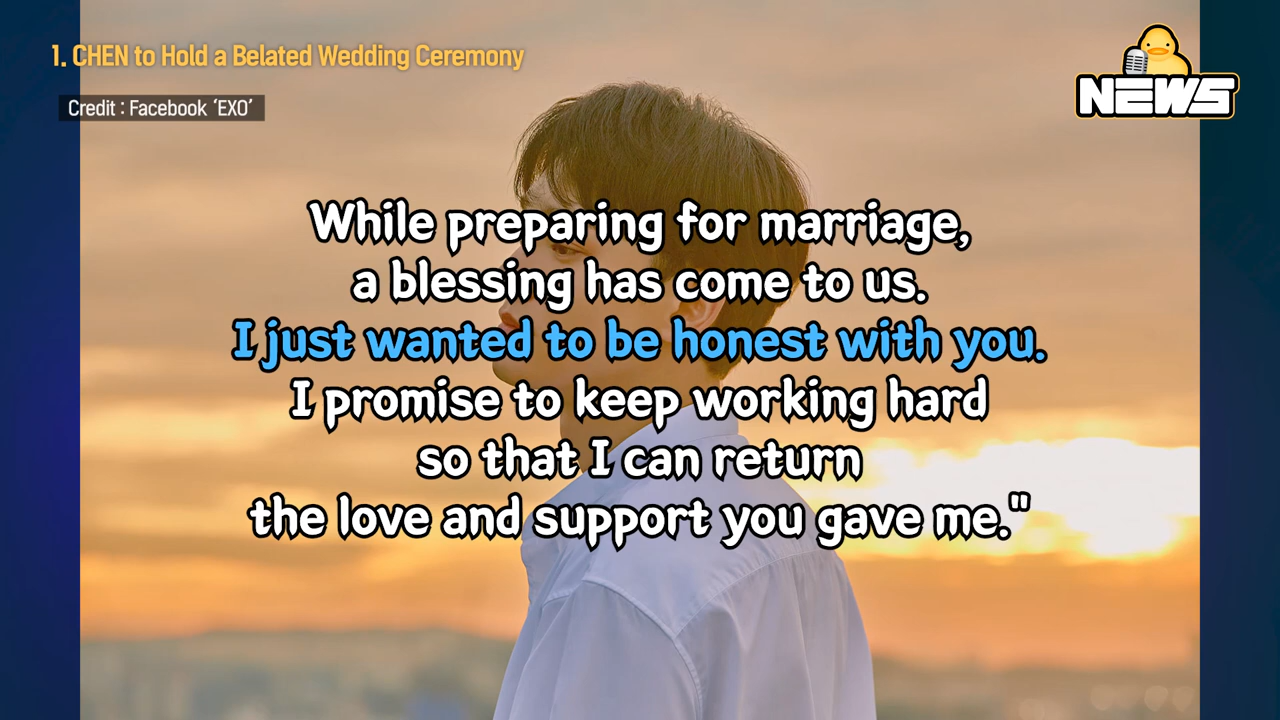 1. CHEN to Hold a Belated Wedding Ceremony
Credit : Facebook ‘EXO’
NEWS
While preparing for marriage,
a blessing has come to us.
I just wanted to be honest with you.
I promise to keep working hard
so that I can return
the love and support you gave me."